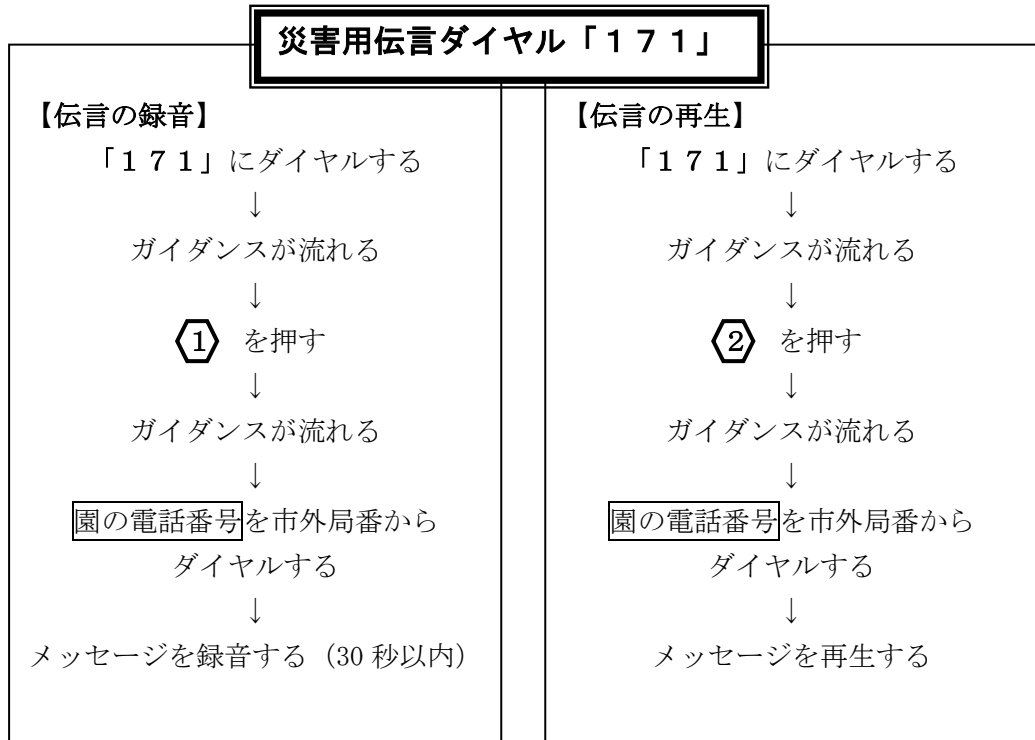 災害用伝言ダイヤル「１７１」
【伝言の録音】
「１７１」にダイヤルする
↓
ガイダンスが流れる
↓
1 を押す
↓
ガイダンスが流れる
↓
園の電話番号を市外局番から
ダイヤルする
↓
メッセージを録音する（30秒以内）
【伝言の再生】
「１７１」にダイヤルする
↓
ガイダンスが流れる
↓
2 を押す
↓
ガイダンスが流れる
↓
園の電話番号を市外局番から
ダイヤルする
↓
メッセージを再生する